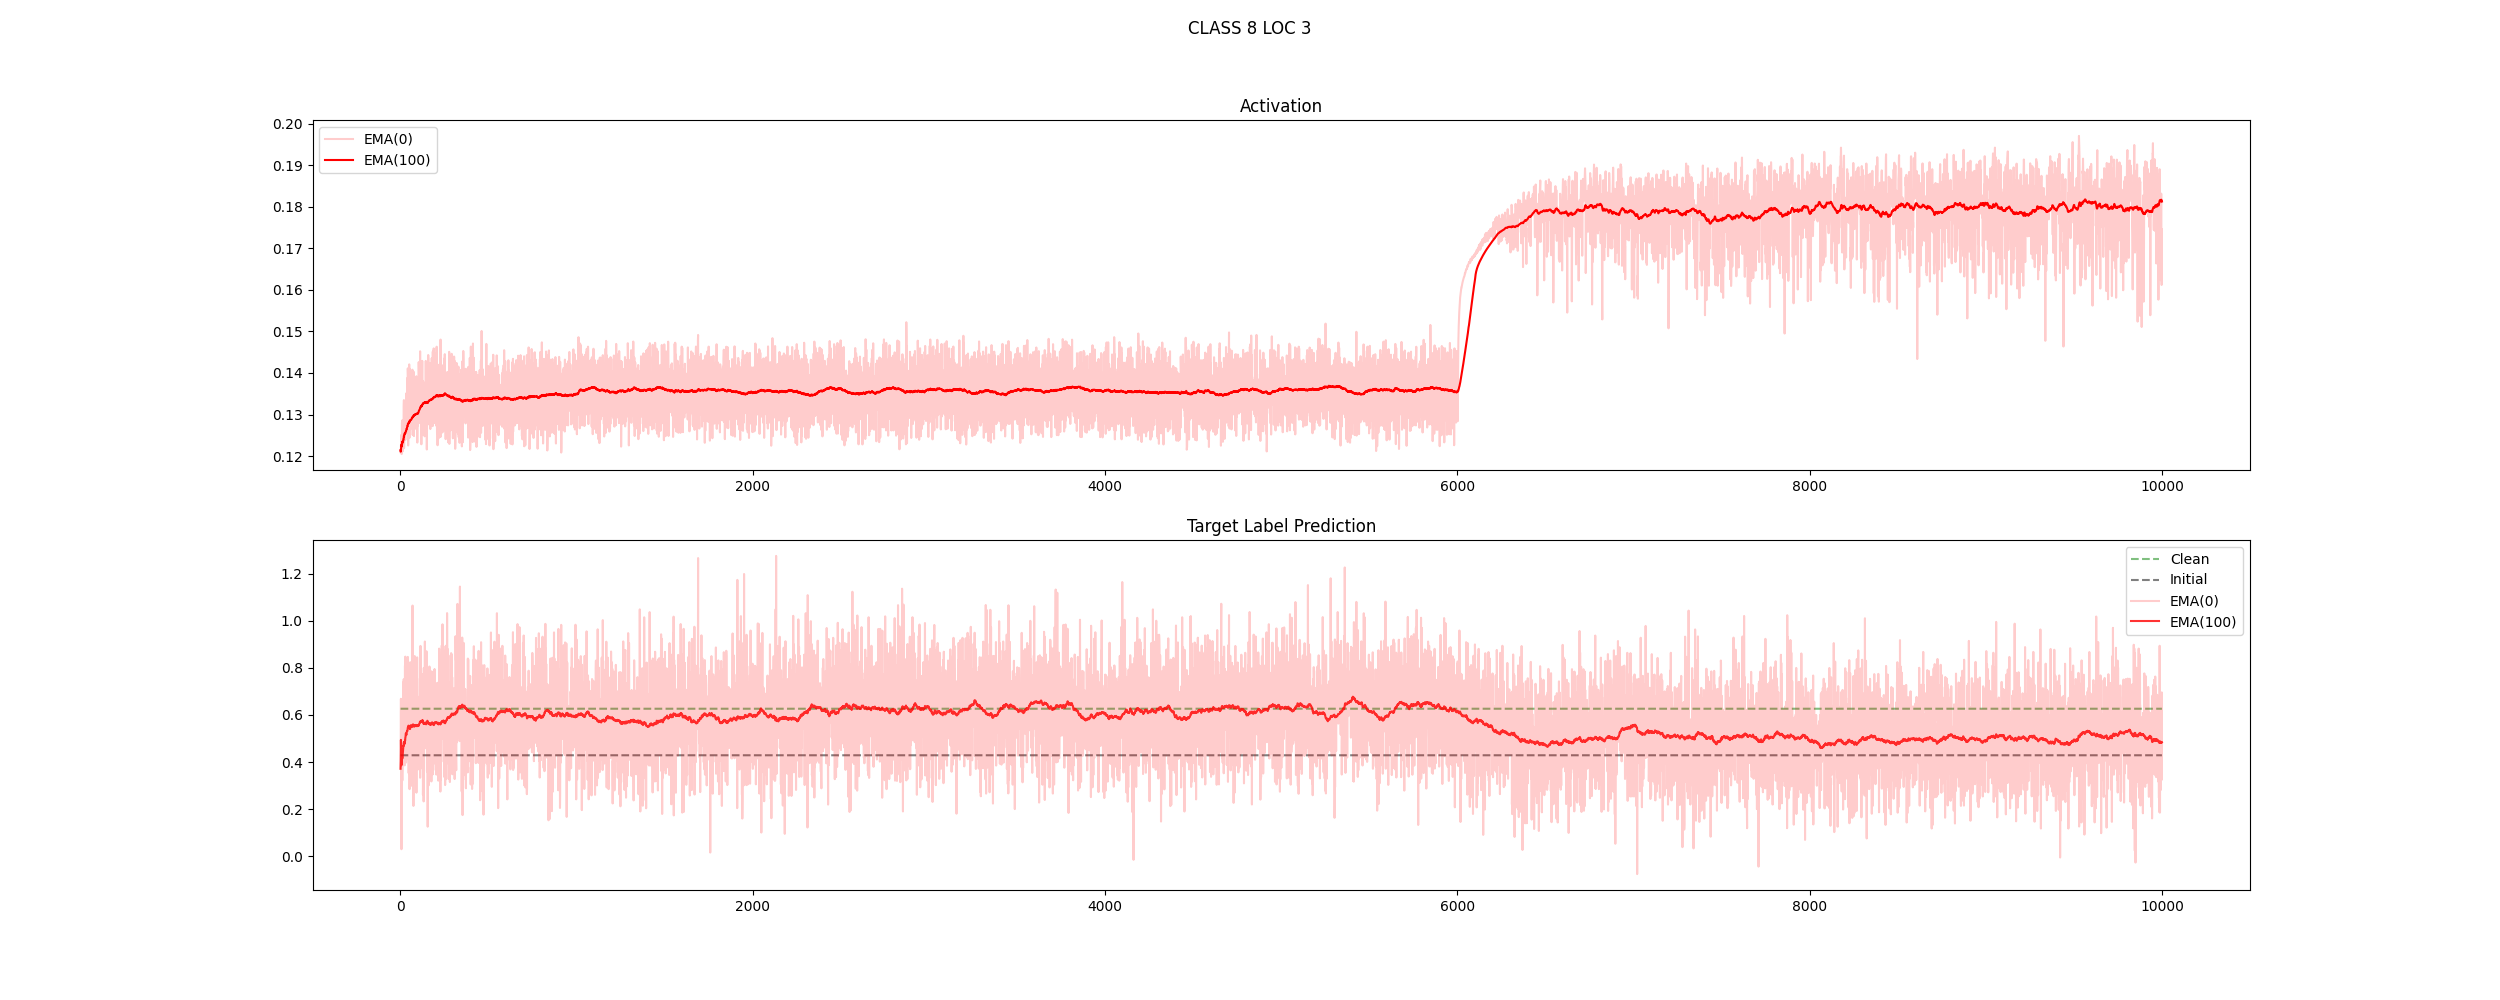 CLASS 8 LOC 3
Activation
EMA(0)
EMA(100)
0.20
0.19
0.18
0.17
0.16
0.15
0.14
0.13
0.12
0 2000 4000 6000 8000 10000
Target Label Prediction
Clean
Initial
EMA(0)
EMA(100)
1.2
1.0
0.8
0.6
0.4
0.2
0.0
0 2000 4000 6000 8000 10000